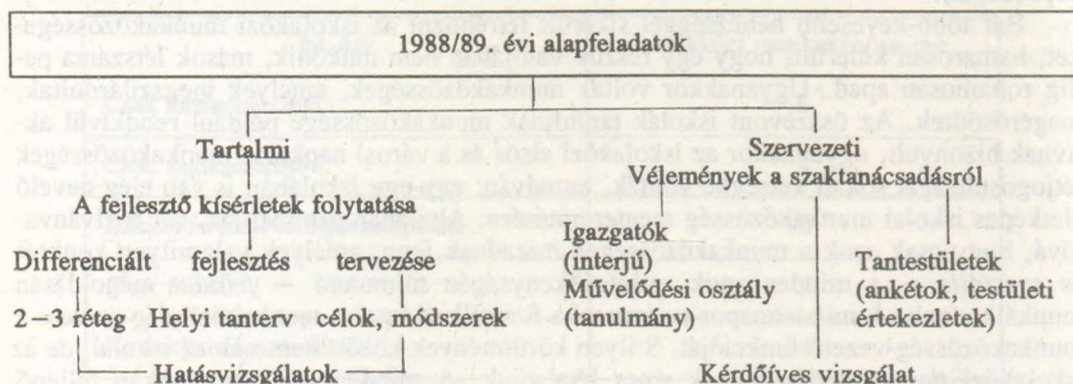 1988/89. évi alapfeladatok
Tartalmi
A fejlesztő kísérletek folytatása
Differenciált fejlesztés tervezése
2–3 réteg Helyi tanterv célok, módszerek
Hatásvizsgálatok
Szervezeti
Vélemények a szaktanácsadásról
Igazgatók
(interjú)
Művelődési osztály
(tanulmány)
Tantestületek
(ankétok, testületi
értekezletek)
Kérdőíves vizsgálat